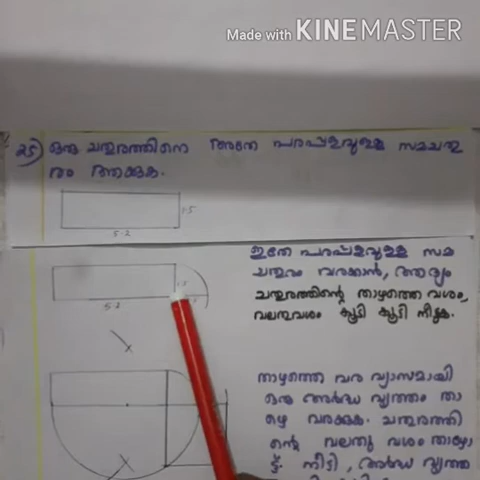 Made with KINEMASTER
25) ഒരു ചതുരത്തിനെ അതേ പരപ്പളവുള്ള സമചതു
രം ആക്കുക.
1.5
5.2
ഇതേ പരപ്പളവുള്ള സമ
ചതുരം വരക്കാൻ, ആദ്യം
ചതുരത്തിന്റെ താഴത്തെ വശം,
വലതുവശം കൂടി കൂടി നീട്ടുക.
1.5
5.2
താഴത്തെ വര വ്യാസമായി
ഒരു അർദ്ധ വൃത്തം താ
ഴെ വരക്കുക. ചതുരത്തി
ന്റെ വലതു വശം താഴോ
ട്ട് നീട്ടി, അർദ്ധ വൃത്ത